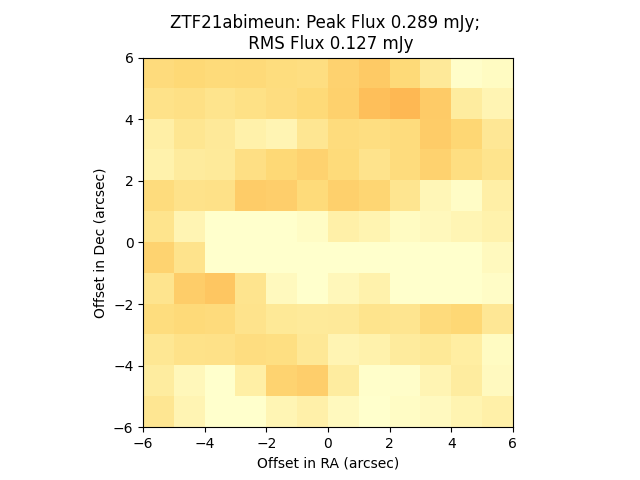 ZTF21abimeun: Peak Flux 0.289 mJy;
RMS Flux 0.127 mJy
6
4
2
0
−2
−4
−6
Offset in Dec (arcsec)
−6 −4 −2 0 2 4 6
Offset in RA (arcsec)